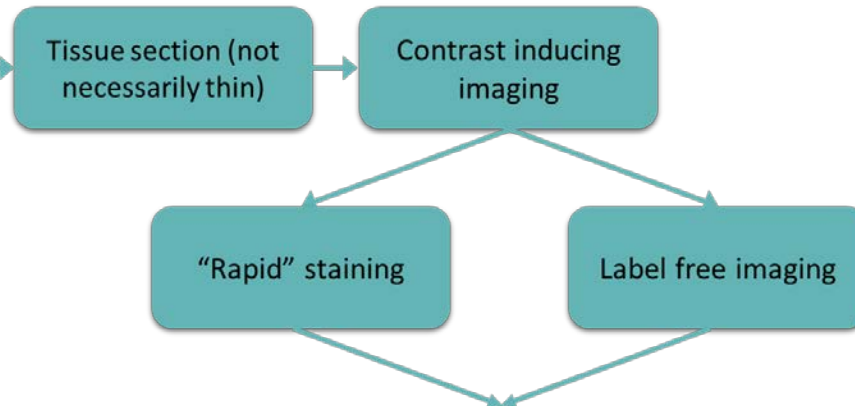 Tissue section (not
necessarily thin)
Contrast inducing
imaging
“Rapid” staining
Label free imaging